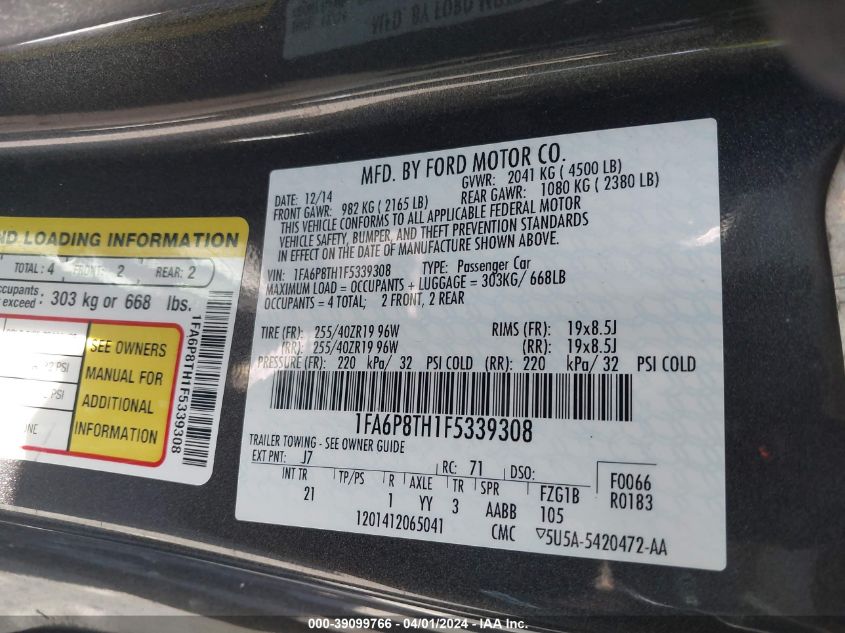 MFD. BY FORD MOTOR CO.
DATE: 12/14 GVWR: 2041 KG ( 4500 LB)
FRONT GAWR: 982 KG ( 2165 LB) REAR GAWR: 1080 KG ( 2380 LB)
THIS VEHICLE CONFORMS TO ALL APPLICABLE FEDERAL MOTOR
VEHICLE SAFETY, BUMPER, AND THEFT PREVENTION STANDARDS
IN EFFECT ON THE DATE OF MANUFACTURE SHOWN ABOVE.
VIN: 1FA6P8TH1F5339308 TYPE: Passenger Car
MAXIMUM LOAD = OCCUPANTS + LUGGAGE = 303KG/ 668LB
OCCUPANTS = 4 TOTAL; 2 FRONT, 2 REAR
TIRE (FR): 255/40ZR19 96W RIMS (FR): 19x8.5J
(RR): 255/40ZR19 96W (RR): 19x8.5J
PRESSURE (FR): 220 kPa/ 32 PSI COLD (RR): 220 kPa/ 32 PSI COLD
1FA6P8TH1F5339308
TRAILER TOWING - SEE OWNER GUIDE
EXT PNT: J7 RC: 71 DSO: F0066
R0183
INT TR TP/PS R AXLE TR SPR FZG1B
21 1 YY 3 AABB 105
1201412065041 CMC ▽5U5A-5420472-AA
ND LOADING INFORMATION
TOTAL: 4 FRONT: 2 REAR: 2
occupants
exceed: 303 kg or 668 lbs.
SEE OWNERS
MANUAL FOR
ADDITIONAL
INFORMATION
PSI
PSI
1FA6P8TH1F5339308
000-39099766 - 04/01/2024 - IAA Inc.